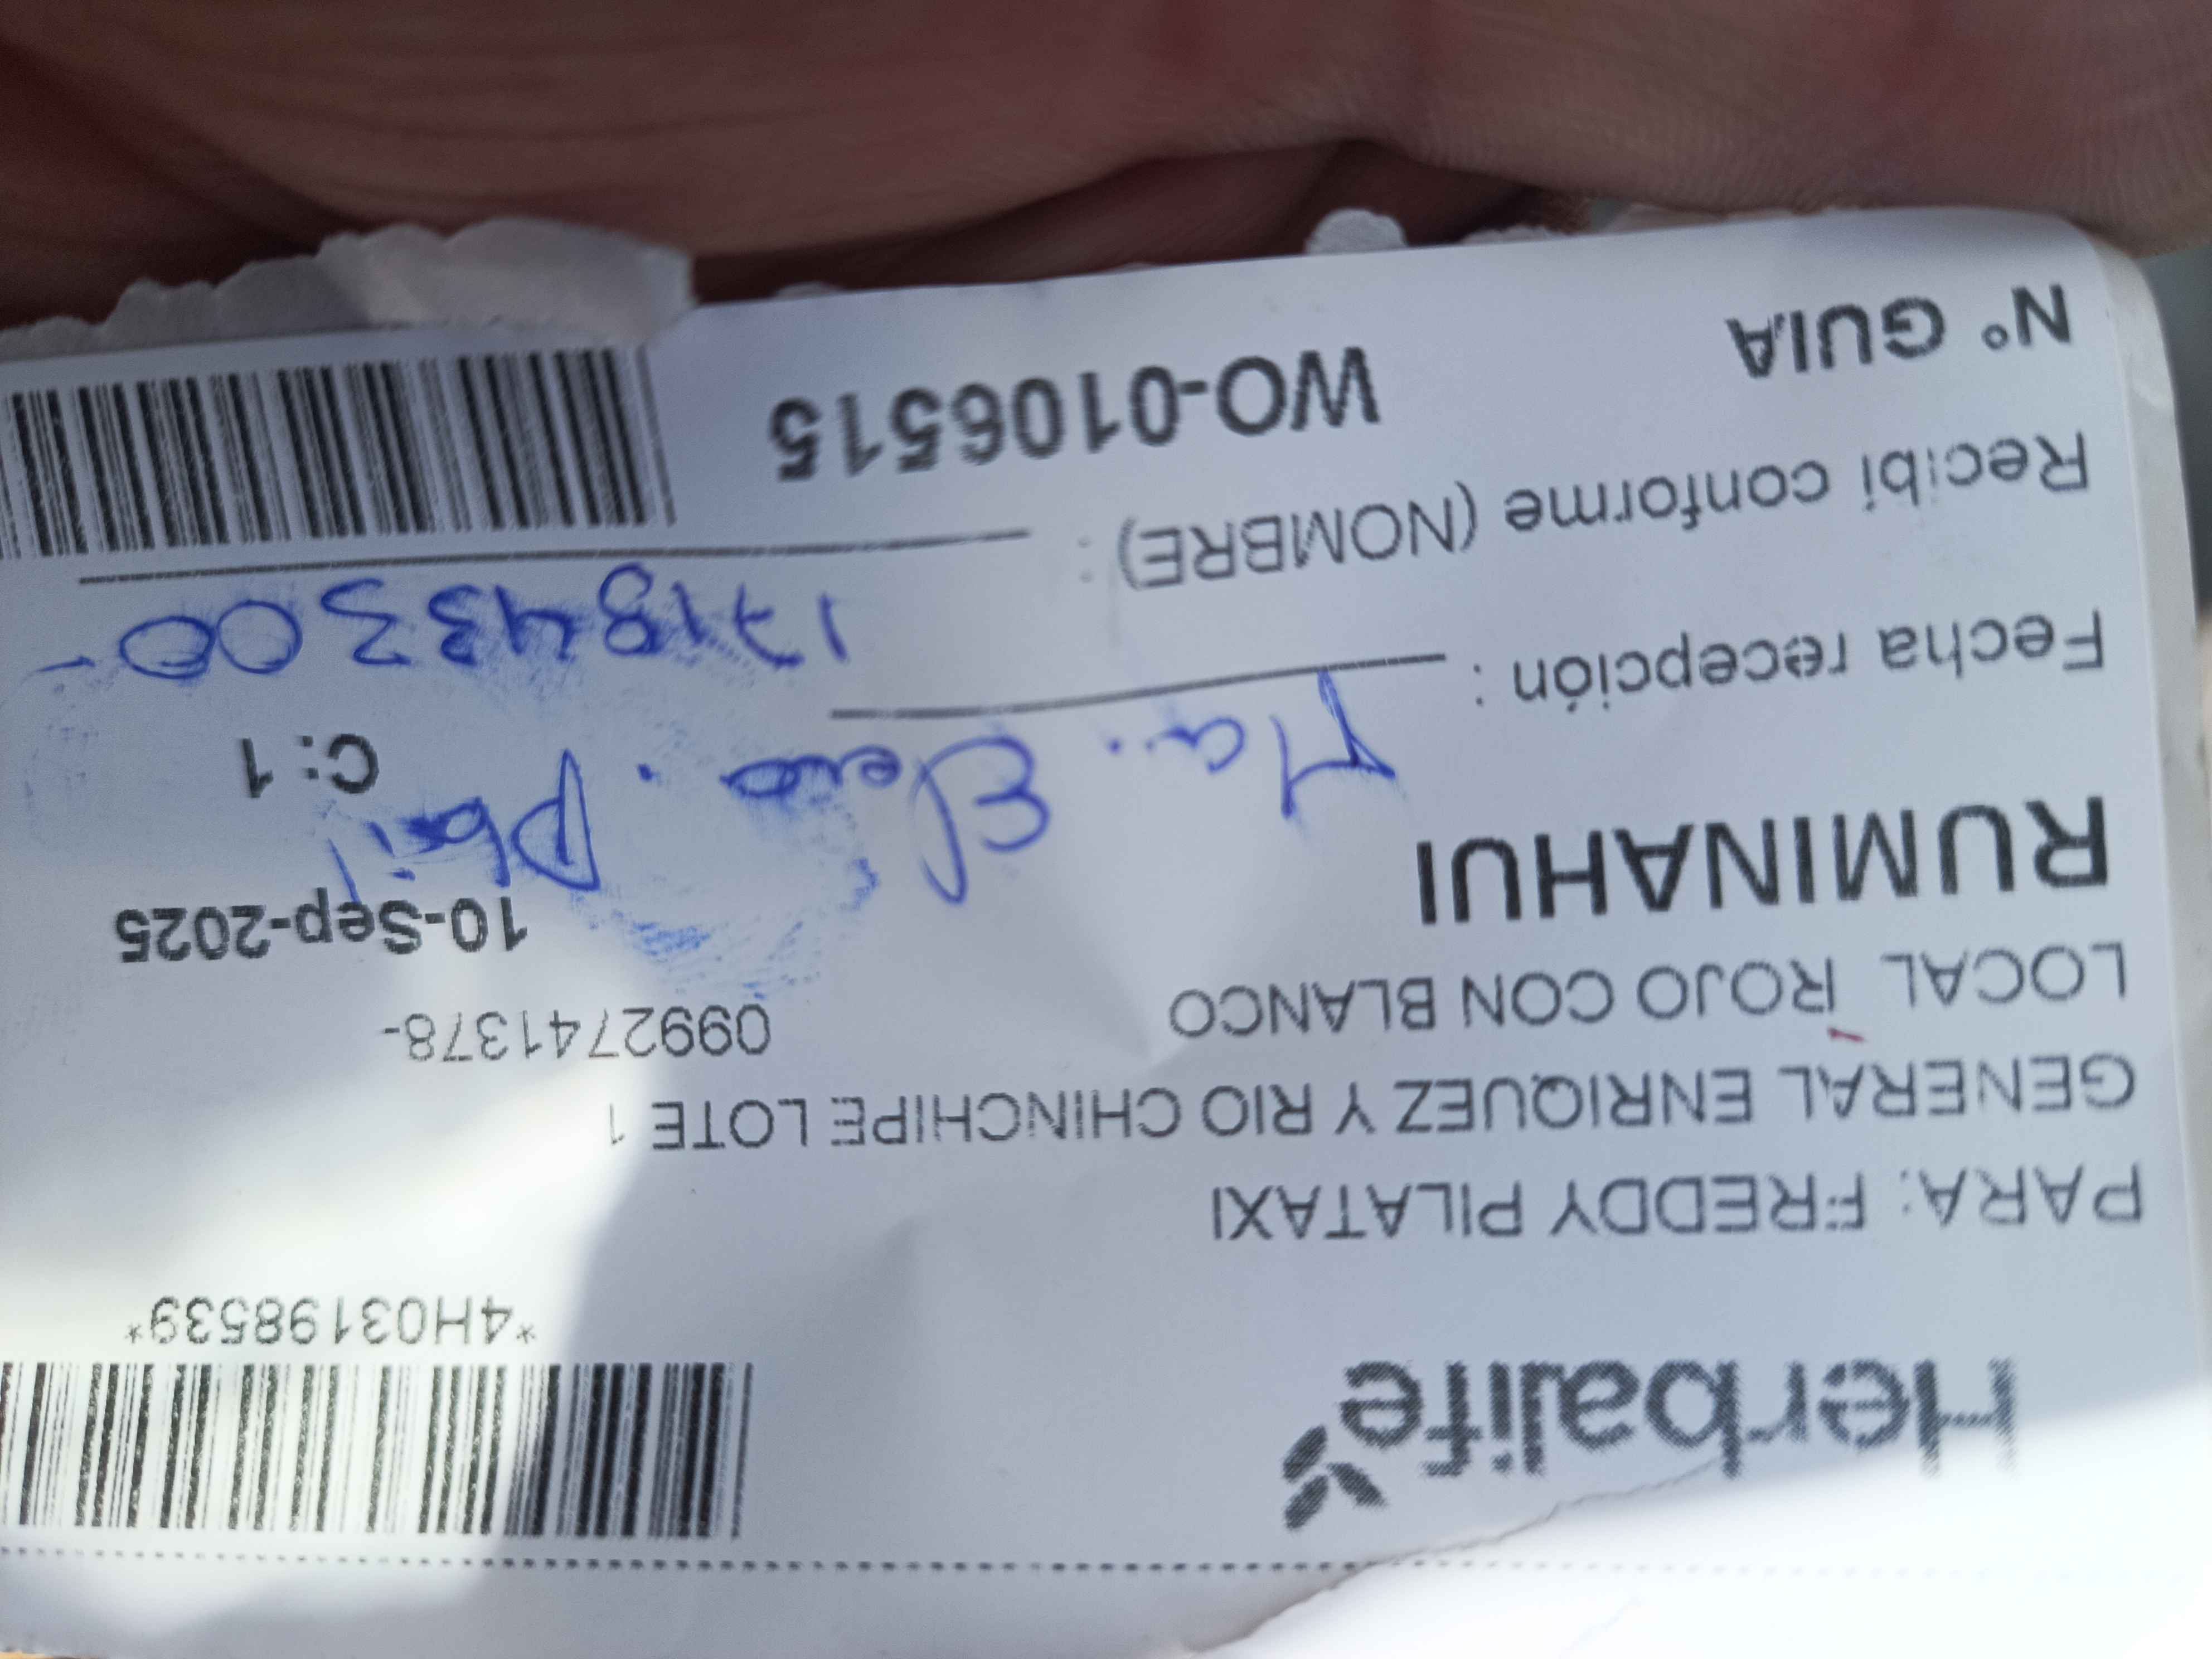 Herbalife
*4H03198539*
PARA: FREDDY PILATAXI
GENERAL ENRIQUEZ Y RIO CHINCHIPE LOTE 1
LOCAL ROJO CON BLANCO
0992741378-
RUMINAHUI
10-Sep-2025
C: 1
Fecha recepción :
Ma.
Recibi conforme (NOMBRE) :
N° GUIA
WO-0106515